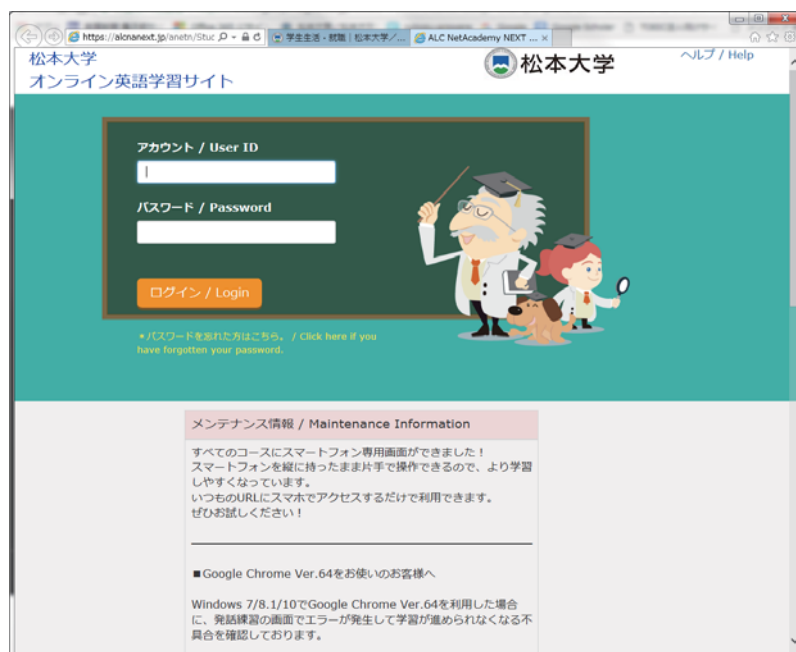 https://alcnanext.jp/anetn/Stuc
学生生活・就職｜松本大学／...
ALC NetAcademy NEXT ...
松本大学
オンライン英語学習サイト
松本大学
ヘルプ / Help
アカウント / User ID
パスワード / Password
ログイン / Login
*パスワードを忘れた方はこちら。 / Click here if you
have forgotten your password.
メンテナンス情報 / Maintenance Information
すべてのコースにスマートフォン専用画面ができました！
スマートフォンを縦に持ったまま片手で操作できるので、より学習
しやすくなっています。
いつものURLにスマホでアクセスするだけで利用できます。
ぜひお試しください！
■Google Chrome Ver.64をお使いのお客様へ
Windows 7/8.1/10でGoogle Chrome Ver.64を利用した場合
に、発話練習の画面でエラーが発生して学習が進められなくなる不
具合を確認しております。